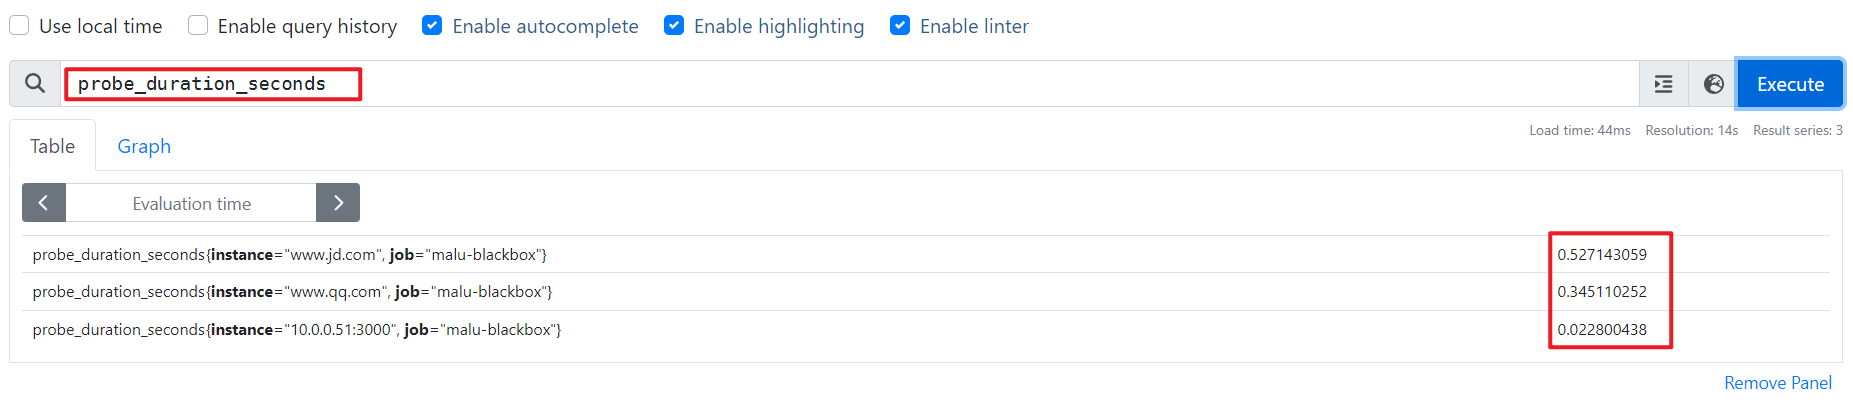 Use local time Enable query history Enable autocomplete Enable highlighting Enable linter
probe_duration_seconds Execute
Table Graph Load time: 44ms Resolution: 14s Result series: 3
Evaluation time
probe_duration_seconds{instance="www.jd.com", job="malu-blackbox"} 0.527143059
probe_duration_seconds{instance="www.qq.com", job="malu-blackbox"} 0.345110252
probe_duration_seconds{instance="10.0.0.51:3000", job="malu-blackbox"} 0.022800438
Remove Panel